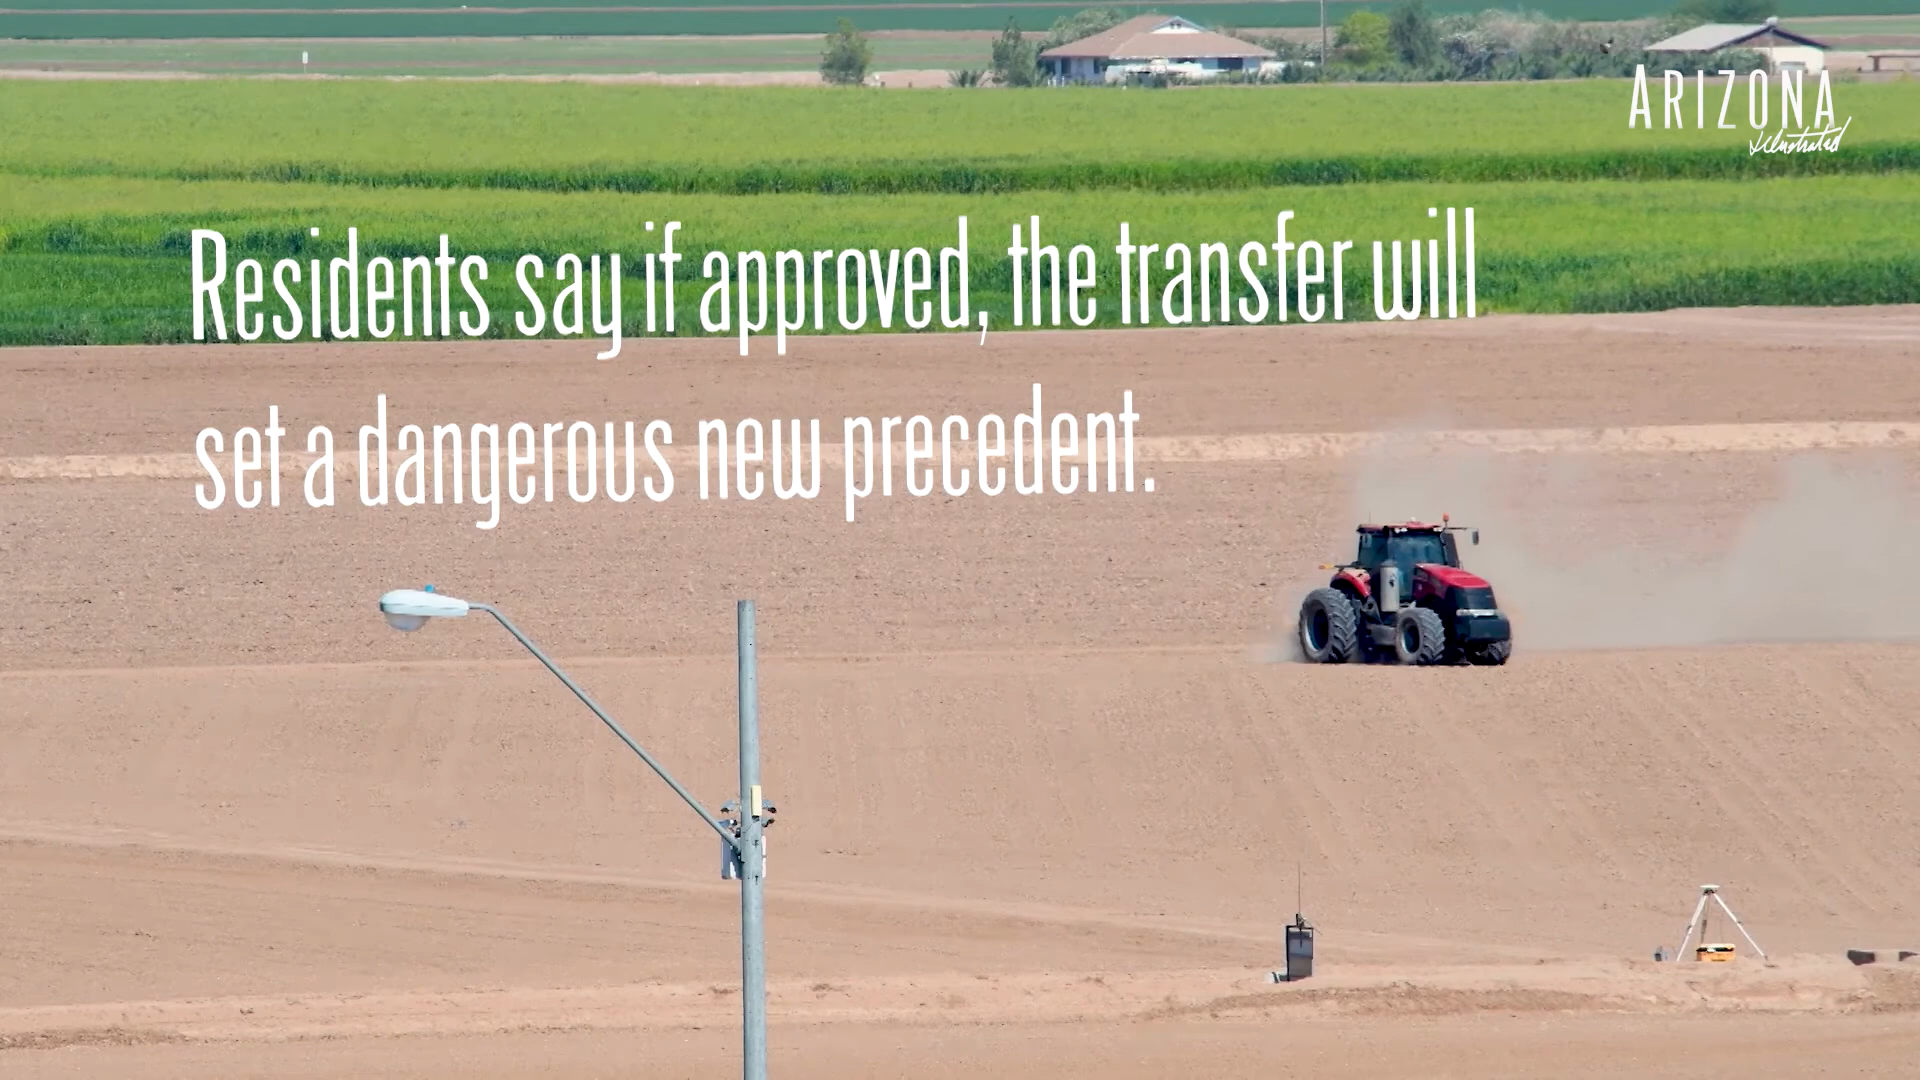 ARIZONA
Illustrated
Residents say if approved, the transfer will
set a dangerous new precedent.